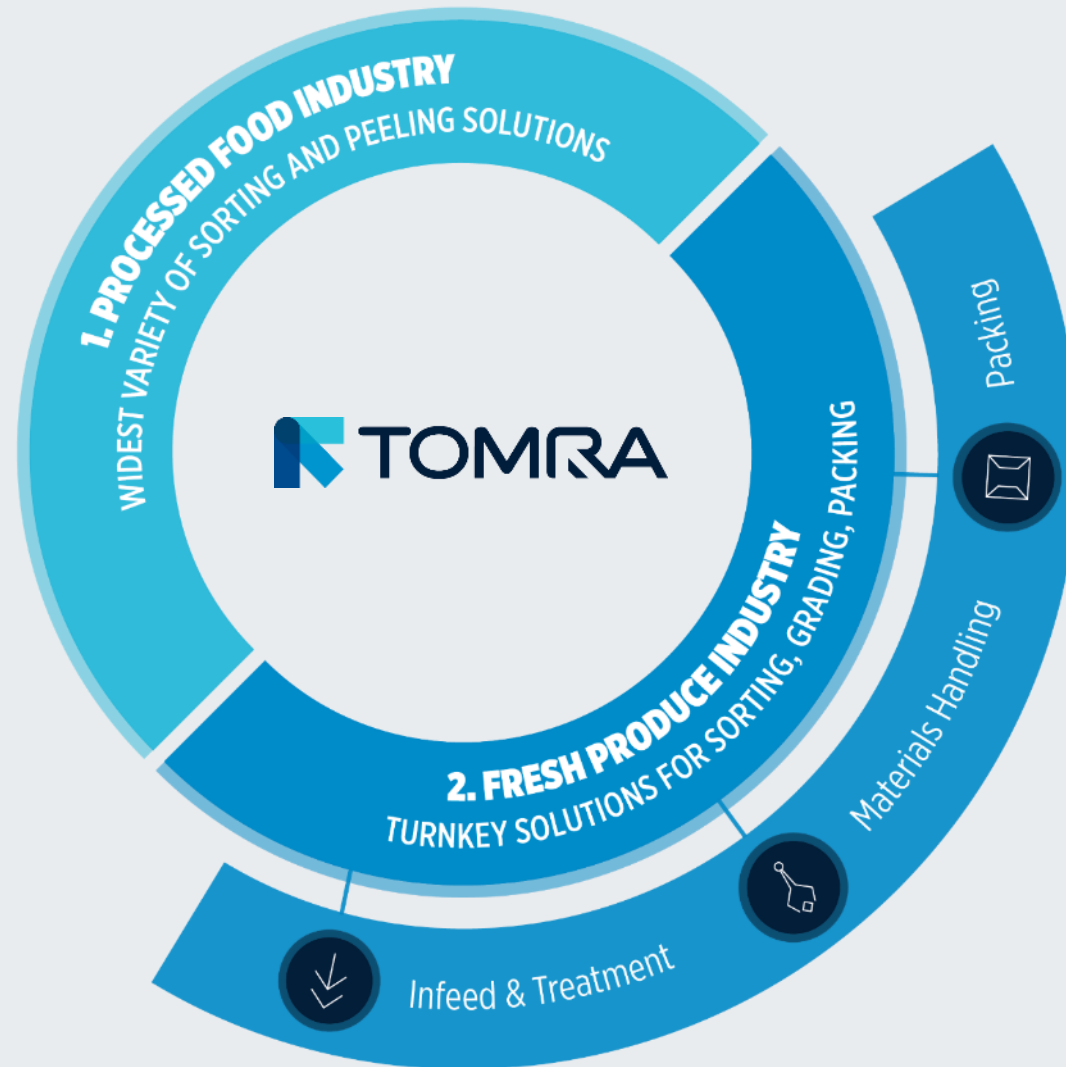 1. PROCESSED FOOD INDUSTRY
WIDEST VARIETY OF SORTING AND PEELING SOLUTIONS
TOMRA
2. FRESH PRODUCE INDUSTRY
TURNKEY SOLUTIONS FOR SORTING, GRADING, PACKING
Packing
Materials Handling
Infeed & Treatment